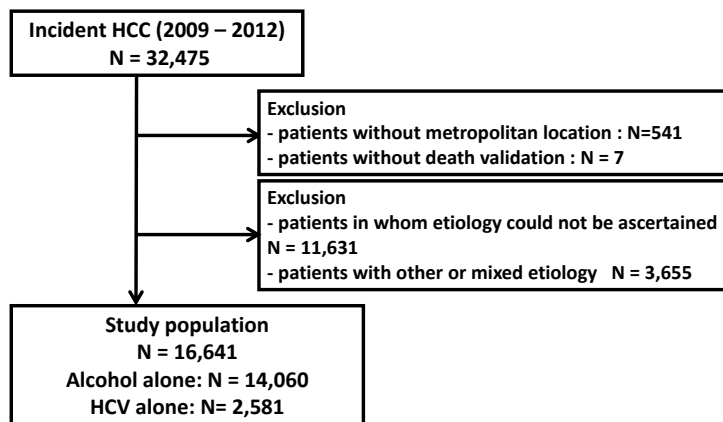 Incident HCC (2009 – 2012)
N = 32,475
Exclusion
- patients without metropolitan location : N=541
- patients without death validation : N = 7
Exclusion
- patients in whom etiology could not be ascertained
N = 11,631
- patients with other or mixed etiology N = 3,655
Study population
N = 16,641
Alcohol alone: N = 14,060
HCV alone: N= 2,581